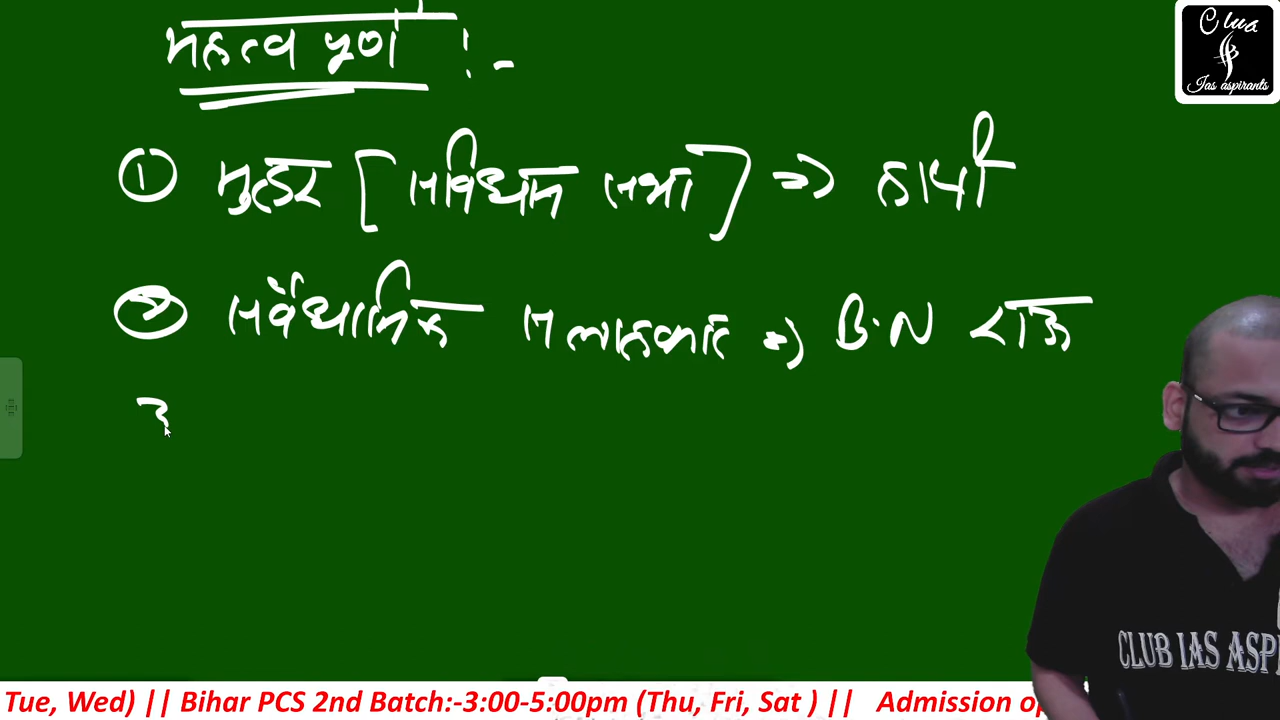 महत्वपूर्ण :-
① मुहर [संविधान सभा] ⇒ हाथी
② संवैधानिक सलाहकार ⇒ B.N राऊ
3
Club
Ias aspirants
CLUB IAS ASPI
Tue, Wed) || Bihar PCS 2nd Batch:-3:00-5:00pm (Thu, Fri, Sat ) || Admission op